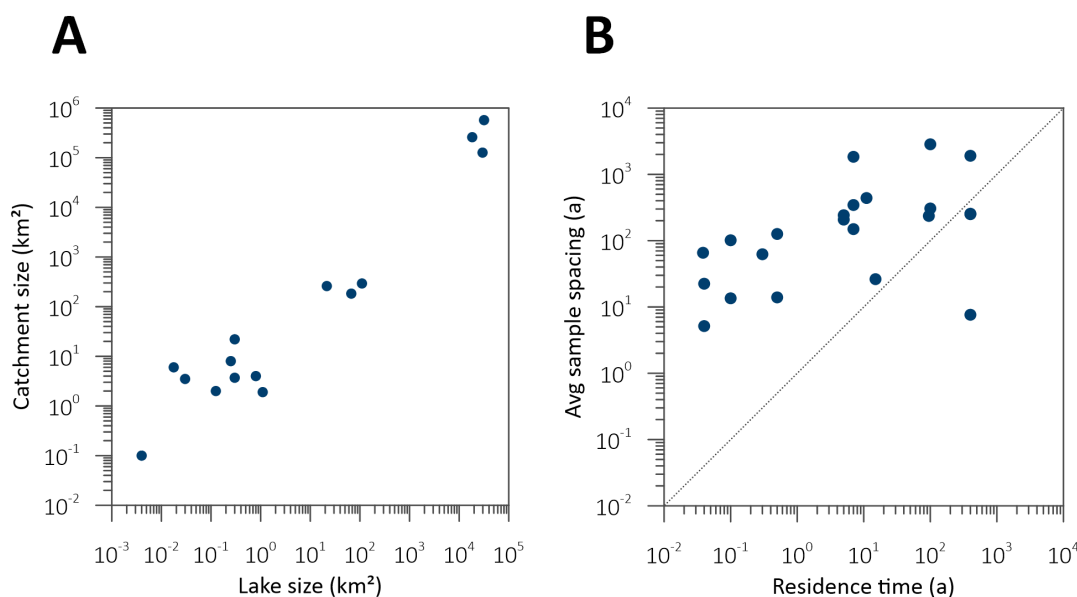 A
10⁶
10⁵
10⁴
10³
10²
10¹
10⁰
10⁻¹
10⁻²
Catchment size (km²)
10⁻³ 10⁻² 10⁻¹ 10⁰ 10¹ 10² 10³ 10⁴ 10⁵
Lake size (km²)
B
10⁴
10³
10²
10¹
10⁰
10⁻¹
10⁻²
Avg sample spacing (a)
10⁻² 10⁻¹ 10⁰ 10¹ 10² 10³ 10⁴
Residence time (a)